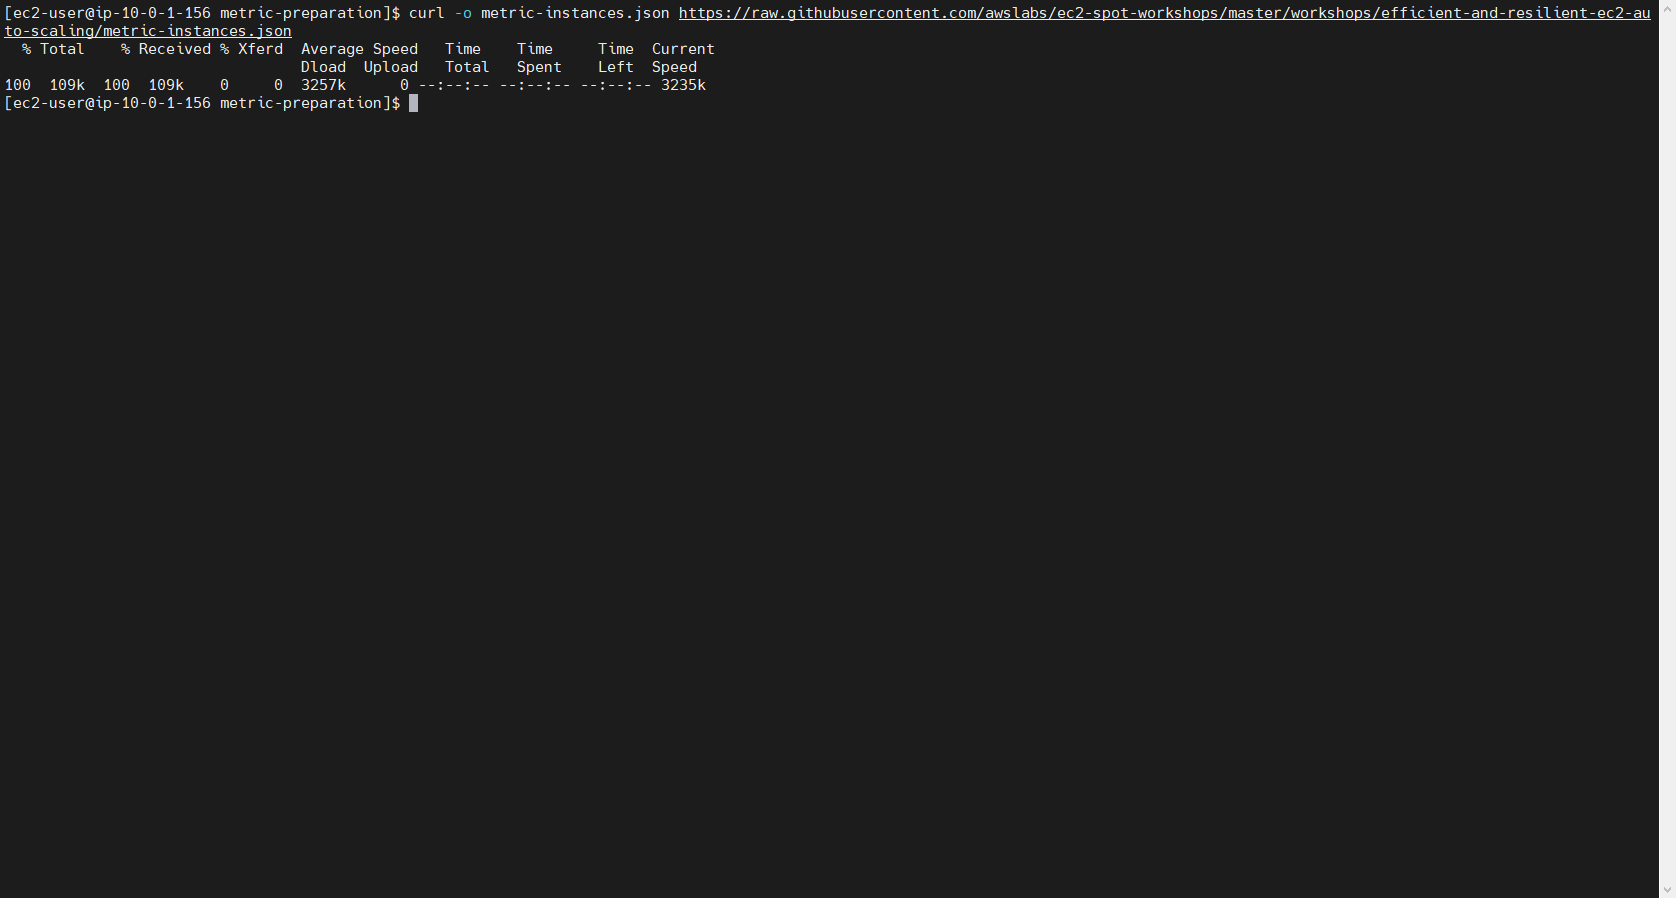 [ec2-user@ip-10-0-1-156 metric-preparation]$ curl -o metric-instances.json https://raw.githubusercontent.com/awslabs/ec2-spot-workshops/master/workshops/efficient-and-resilient-ec2-au
to-scaling/metric-instances.json
  % Total    % Received % Xferd  Average Speed   Time    Time     Time  Current
                                 Dload  Upload   Total   Spent    Left  Speed
100  109k  100  109k    0     0  3257k      0 --:--:-- --:--:-- --:--:-- 3235k
[ec2-user@ip-10-0-1-156 metric-preparation]$